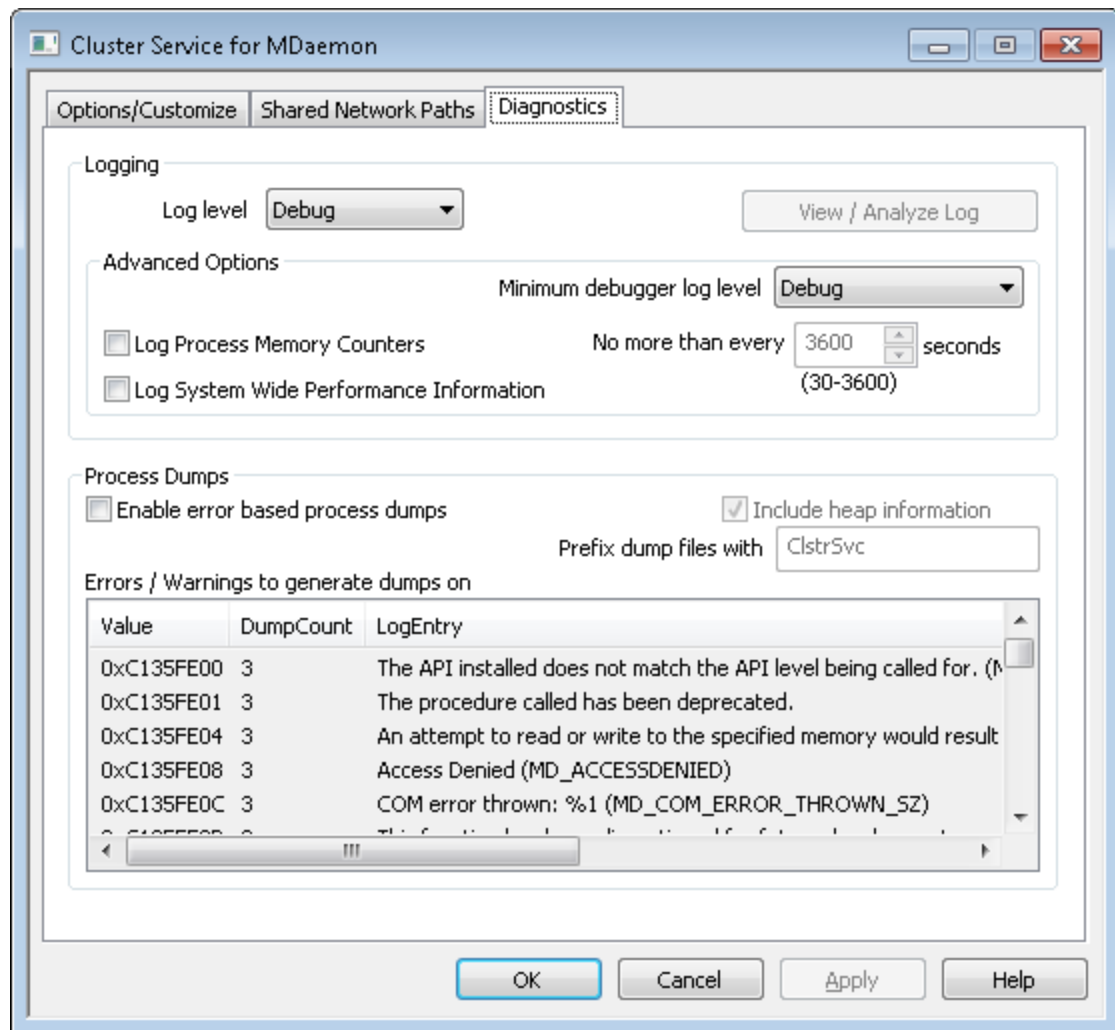 Cluster Service for MDaemon
Options/Customize Shared Network Paths Diagnostics
Logging
Log level Debug View / Analyze Log
Advanced Options
Minimum debugger log level Debug
Log Process Memory Counters No more than every 3600 seconds
(30-3600)
Log System Wide Performance Information
Process Dumps
Enable error based process dumps Include heap information
Prefix dump files with ClstrSvc
Errors / Warnings to generate dumps on
Value DumpCount LogEntry
0xC135FE00 3 The API installed does not match the API level being called for. (M
0xC135FE01 3 The procedure called has been deprecated.
0xC135FE04 3 An attempt to read or write to the specified memory would result
0xC135FE08 3 Access Denied (MD_ACCESSDENIED)
0xC135FE0C 3 COM error thrown: %1 (MD_COM_ERROR_THROWN_SZ)
OK Cancel Apply Help